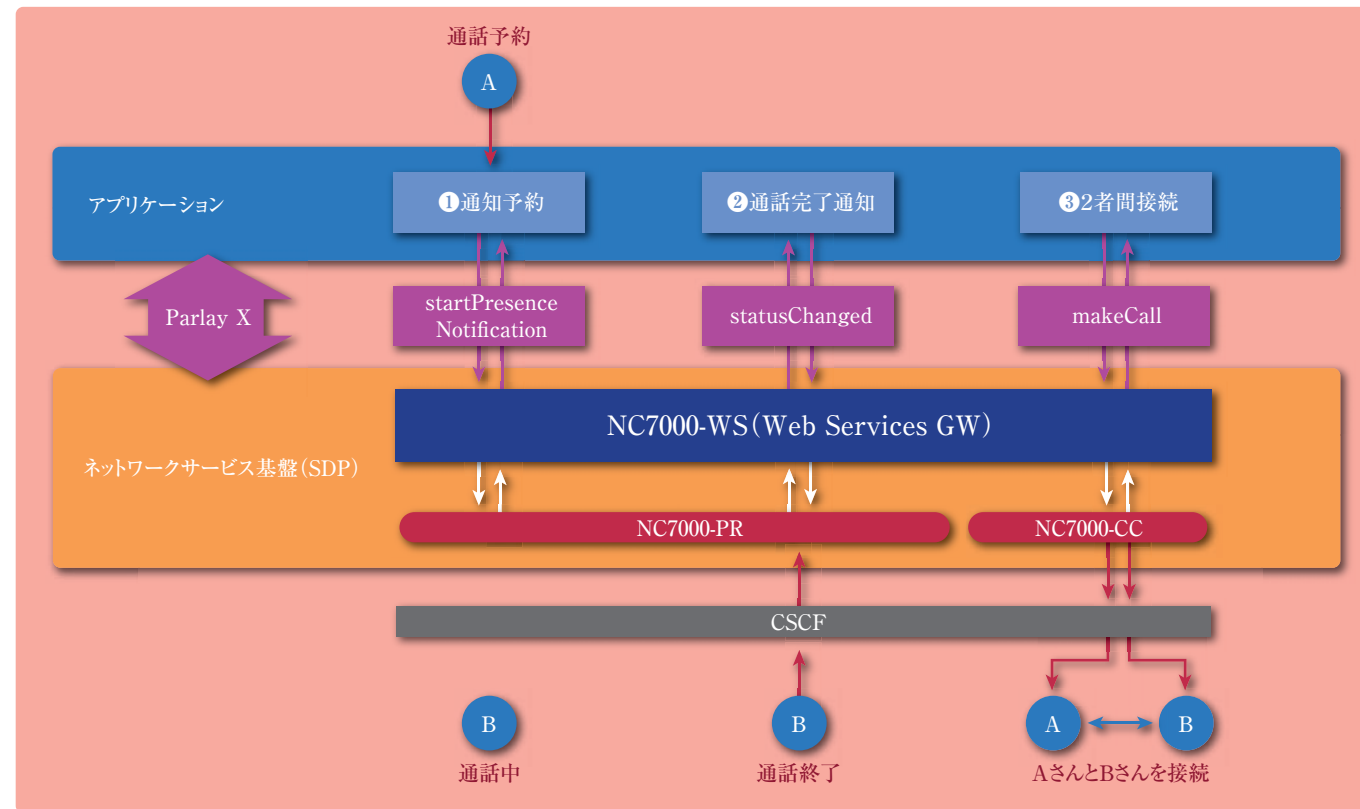 通話予約
A
アプリケーション
❶通知予約
❷通話完了通知
❸2者間接続
Parlay X
startPresence
Notification
statusChanged
makeCall
NC7000-WS（Web Services GW）
ネットワークサービス基盤（SDP）
NC7000-PR
NC7000-CC
CSCF
B
B
A
B
通話中
通話終了
AさんとBさんを接続